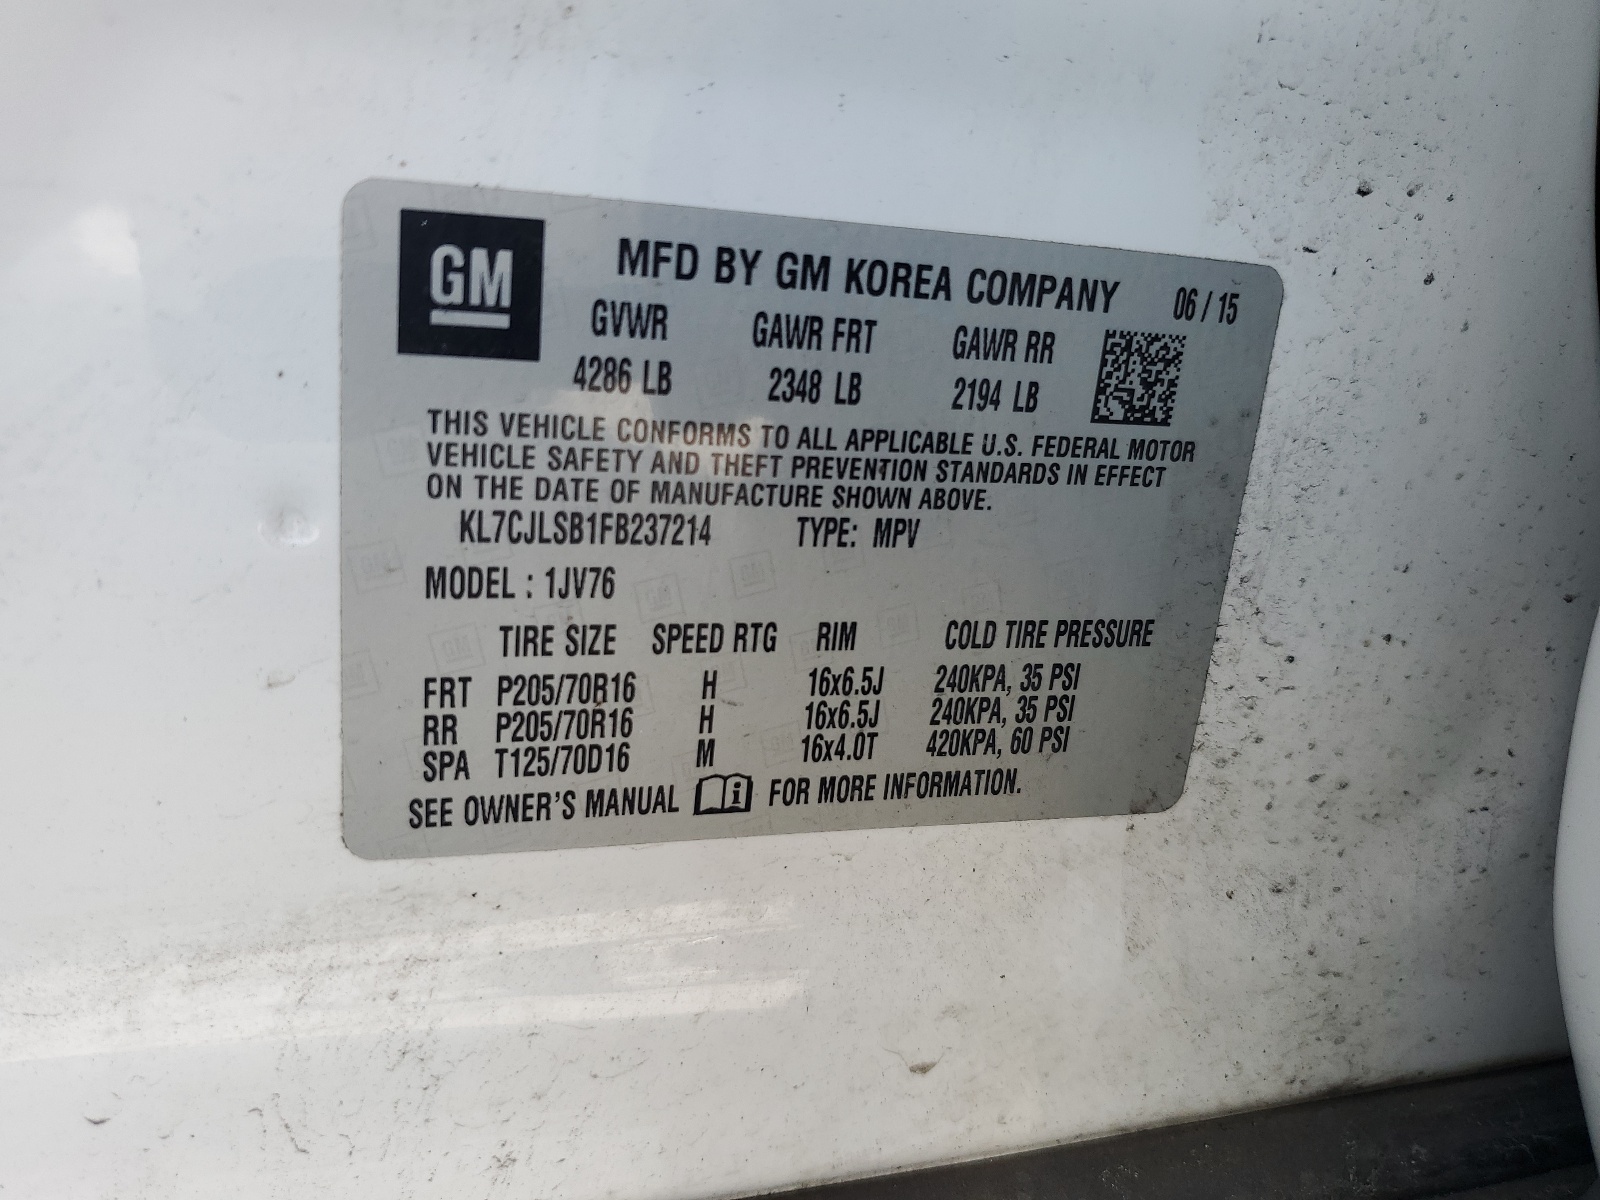 GM
MFD BY GM KOREA COMPANY 06 / 15
GVWR GAWR FRT GAWR RR
4286 LB 2348 LB 2194 LB
THIS VEHICLE CONFORMS TO ALL APPLICABLE U.S. FEDERAL MOTOR
VEHICLE SAFETY AND THEFT PREVENTION STANDARDS IN EFFECT
ON THE DATE OF MANUFACTURE SHOWN ABOVE.
KL7CJLSB1FB237214 TYPE: MPV
MODEL : 1JV76
TIRE SIZE SPEED RTG RIM COLD TIRE PRESSURE
FRT P205/70R16 H 16x6.5J 240KPA, 35 PSI
RR P205/70R16 H 16x6.5J 240KPA, 35 PSI
SPA T125/70D16 M 16x4.0T 420KPA, 60 PSI
SEE OWNER'S MANUAL i FOR MORE INFORMATION.